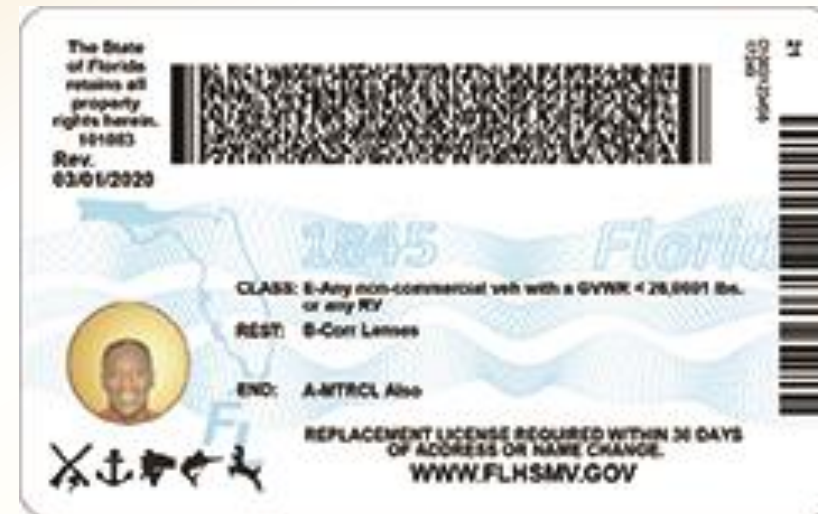 The State
of Florida
retains all
property
rights herein.
Rev.
03/01/2020
1845 Florid
CLASS: E-Any non-commercial veh with a GVWR < 26,0001 lbs.
or any RV
REST: B-Corr Lenses
END: A-MTRCL Also
FL
REPLACEMENT LICENSE REQUIRED WITHIN 30 DAYS
OF ADDRESS OR NAME CHANGE.
WWW.FLHSMV.GOV